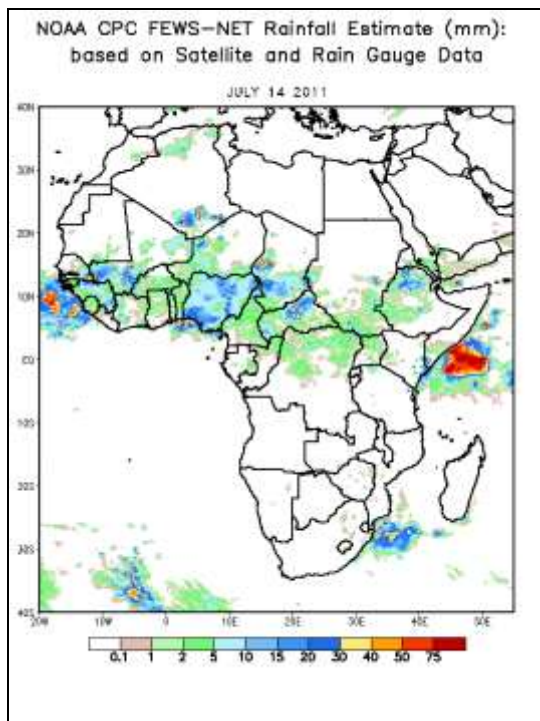 NOAA CPC FEWS-NET Rainfall Estimate (mm):
based on Satellite and Rain Gauge Data
JULY 14 2011
40N
30N
20N
10N
EQ
10S
20S
30S
40S
20W 10W 0 10E 20E 30E 40E 50E
0.1 1 2 5 10 15 20 30 40 50 75